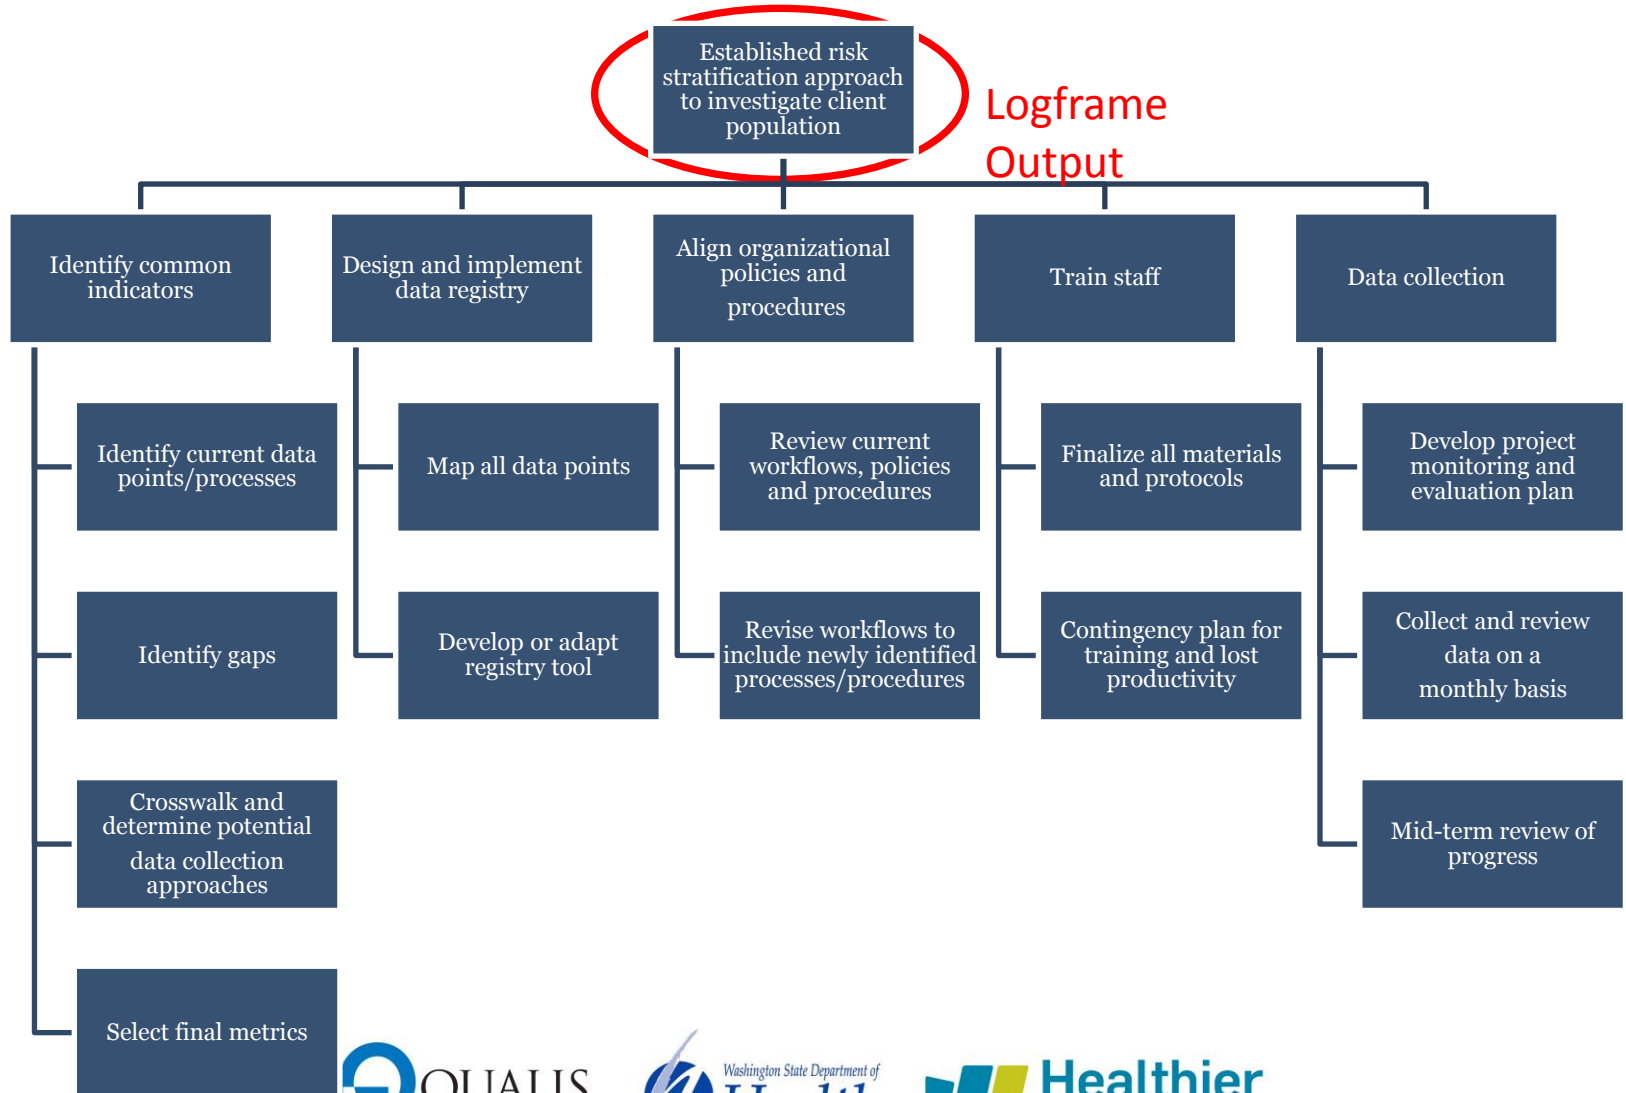 Established risk
stratification approach
to investigate client
population
Logframe
Output
Identify common
indicators
Design and implement
data registry
Align organizational
policies and
procedures
Train staff
Data collection
Identify current data
points/processes
Map all data points
Review current
workflows, policies
and procedures
Finalize all materials
and protocols
Develop project
monitoring and
evaluation plan
Identify gaps
Develop or adapt
registry tool
Revise workflows to
include newly identified
processes/procedures
Contingency plan for
training and lost
productivity
Collect and review
data on a
monthly basis
Crosswalk and
determine potential
data collection
approaches
Mid-term review of
progress
Select final metrics
QUALIS
Washington State Department of
Health
Healthier